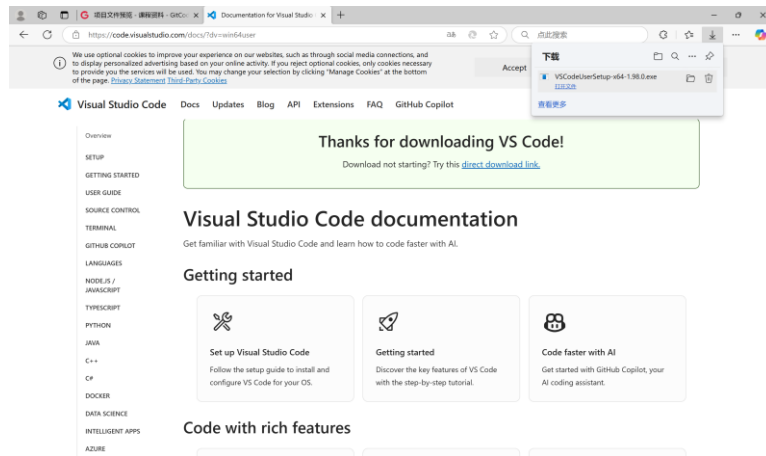 项目文件预览 - 课程资料 - GitCo
Documentation for Visual Studio
https://code.visualstudio.com/docs/?dv=win64user
点此搜索
We use optional cookies to improve your experience on our websites, such as through social media connections, and
to display personalized advertising based on your online activity. If you reject optional cookies, only cookies necessary
to provide you the services will be used. You may change your selection by clicking "Manage
Cookies" at the bottom
of the page. Privacy Statement Third-Party Cookies
Accept
下载
VSCodeUserSetup-x64-1.98.0.exe
打开文件
查看更多
Visual Studio Code
Docs
Updates
Blog
API
Extensions
FAQ
GitHub Copilot
Overview
SETUP
GETTING STARTED
USER GUIDE
SOURCE CONTROL
TERMINAL
GITHUB COPILOT
LANGUAGES
NODE.JS /
JAVASCRIPT
TYPESCRIPT
PYTHON
JAVA
C++
C#
DOCKER
DATA SCIENCE
INTELLIGENT APPS
AZURE
Thanks for downloading VS Code!
Download not starting? Try this direct download link.
Visual Studio Code documentation
Get familiar with Visual Studio Code and learn how to code faster with AI.
Getting started
Set up Visual Studio Code
Follow the setup guide to install and
configure VS Code for your OS.
Getting started
Discover the key features of VS Code
with the step-by-step tutorial.
Code faster with AI
Get started with GitHub Copilot, your
AI coding assistant.
Code with rich features